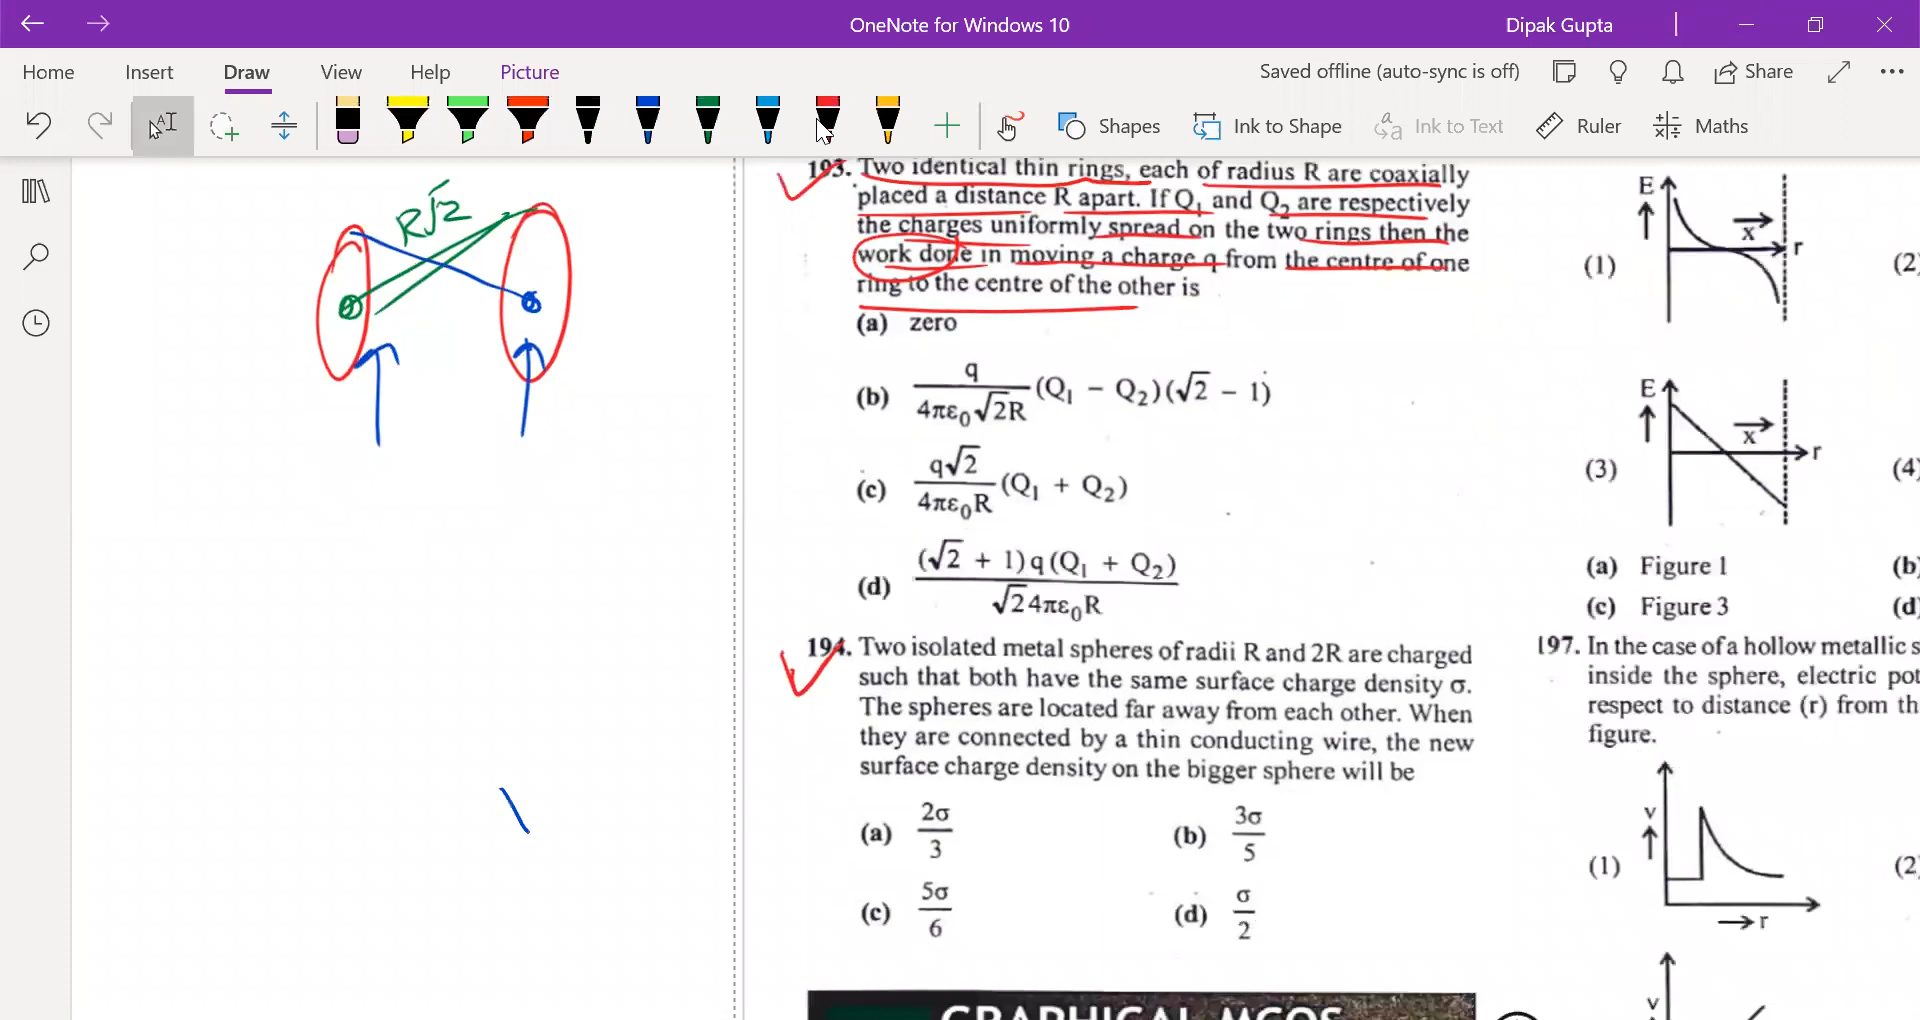 OneNote for Windows 10
Dipak Gupta
Home Insert Draw View Help Picture
Saved offline (auto-sync is off)
Share
Shapes
Ink to Shape
Ink to Text
Ruler
Maths
R√2
193. Two identical thin rings, each of radius R are coaxially
placed a distance R apart. If Q₁ and Q₂ are respectively
the charges uniformly spread on the two rings then the
work done in moving a charge q from the centre of one
ring to the centre of the other is
(a) zero
(b) q/(4πε₀√2R) (Q₁ − Q₂)(√2 − 1)
(c) q√2/(4πε₀R) (Q₁ + Q₂)
(d) (√2 + 1)q(Q₁ + Q₂)/(√2 4πε₀R)
194. Two isolated metal spheres of radii R and 2R are charged
such that both have the same surface charge density σ.
The spheres are located far away from each other. When
they are connected by a thin conducting wire, the new
surface charge density on the bigger sphere will be
(a) 2σ/3 (b) 3σ/5
(c) 5σ/6 (d) σ/2
GRAPHICAL MCQS
E
x
r
(1) (2)
E
x
r
(3) (4)
(a) Figure 1 (b)
(c) Figure 3 (d)
197. In the case of a hollow metallic s
inside the sphere, electric pot
respect to distance (r) from th
figure.
v
(1) (2)
r
v